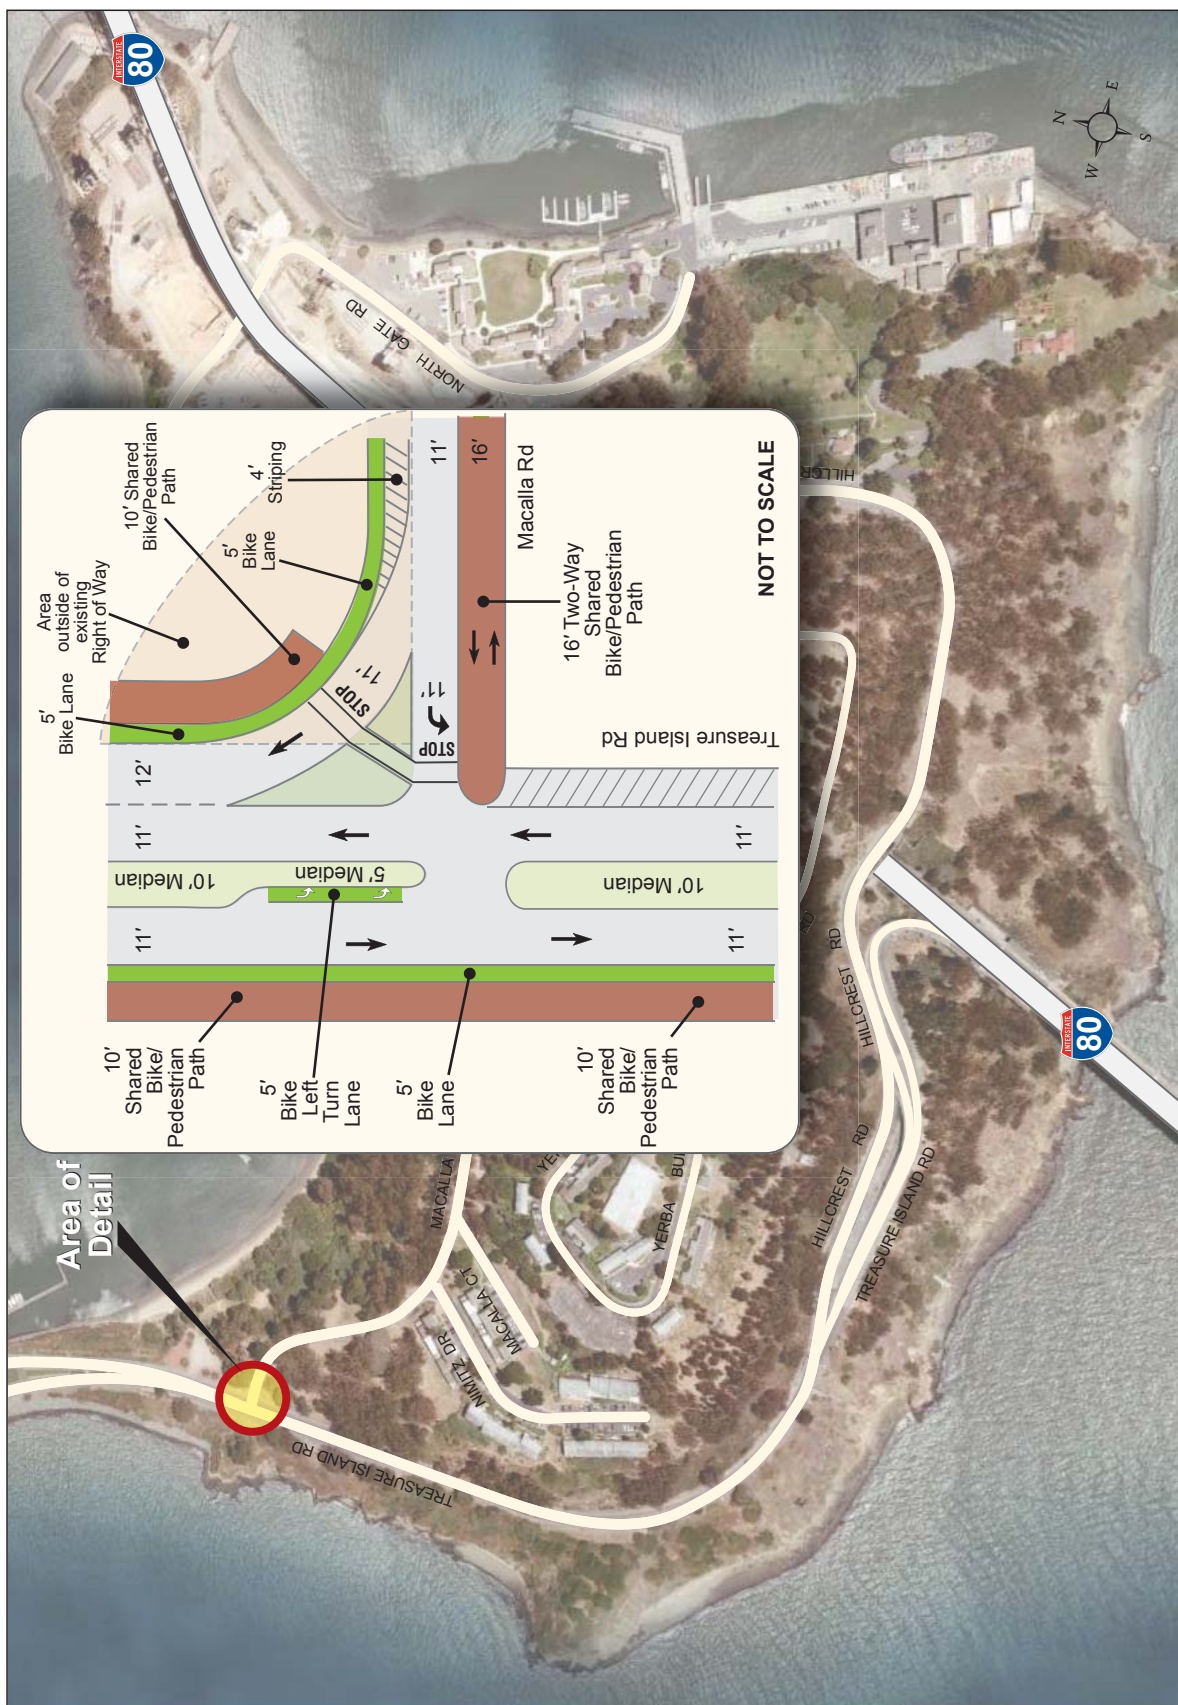 INTERSTATE
80
N
E
S
W
NORTH GATE RD
Area
outside of
existing
Right of Way
10′ Shared
Bike/Pedestrian
Path
5′
Bike Lane
5′
Bike
Lane
4′
Striping
12′
11′
11′
STOP
11′
11′
STOP
16′
Macalla Rd
16′ Two-Way
Shared
Bike/Pedestrian
Path
Treasure Island Rd
10′ Median
5′ Median
10′ Median
11′
11′
11′
NOT TO SCALE
10′
Shared
Bike/
Pedestrian
Path
5′
Bike
Left
Turn
Lane
5′
Bike
Lane
10′
Shared
Bike/
Pedestrian
Path
Area of
Detail
HILLCR
RD
HILLCREST RD
HILLCREST RD
TREASURE ISLAND RD
INTERSTATE
80
MACALLA
MACALLA CT
NIMITZ DR
YE
YERBA BU
TREASURE ISLAND RD